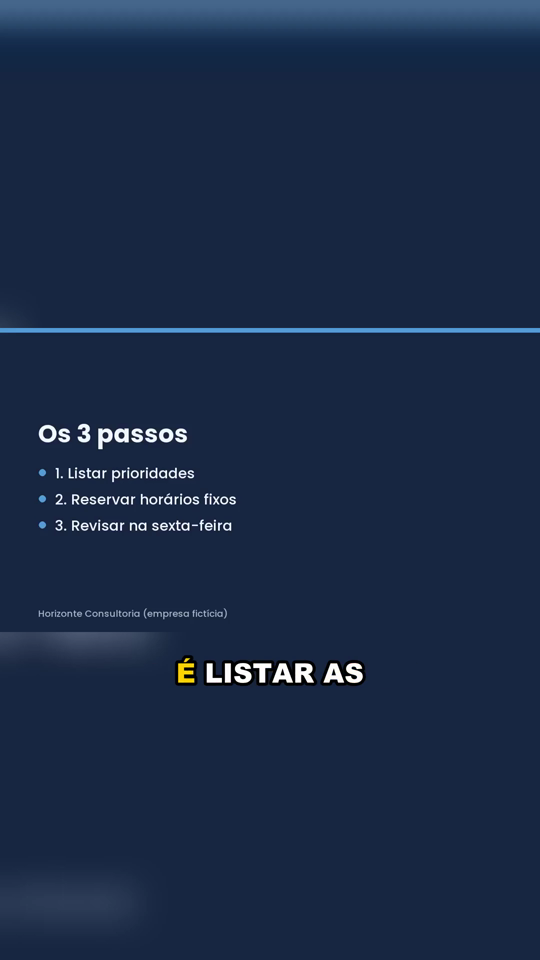 Os 3 passos
1. Listar prioridades
2. Reservar horários fixos
3. Revisar na sexta-feira
Horizonte Consultoria (empresa fictícia)
É LISTAR AS